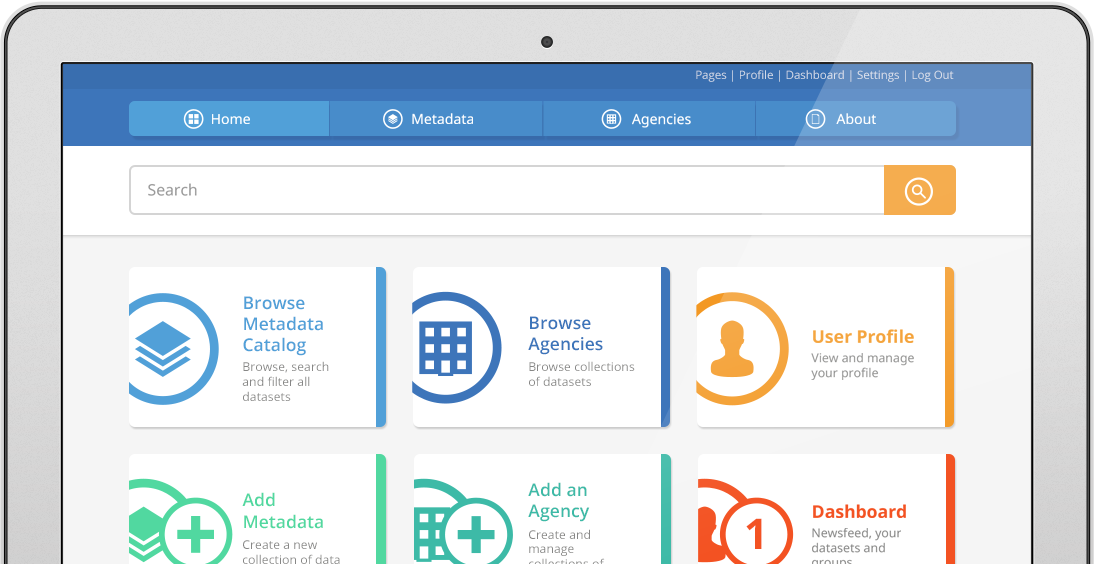 Pages | Profile | Dashboard | Settings | Log Out
Home Metadata Agencies About
Search
Browse
Metadata
Catalog
Browse, search
and filter all
datasets
Browse
Agencies
Browse collections
of datasets
User Profile
View and manage
your profile
Add
Metadata
Create a new
collection of data
Add an
Agency
Create and
manage
collections of
1
Dashboard
Newsfeed, your
datasets and
groups